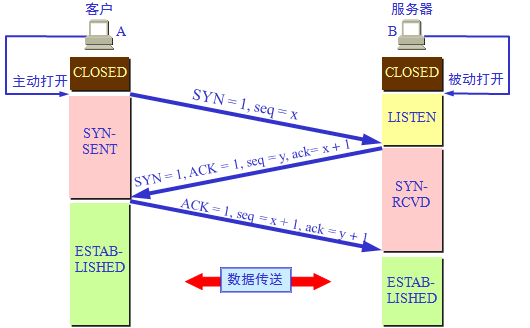 客户
服务器
A
B
主动打开
CLOSED
CLOSED
被动打开
SYN = 1, seq = x
LISTEN
SYN-
SENT
SYN = 1, ACK = 1, seq = y, ack= x + 1
SYN-
RCVD
ACK = 1, seq = x + 1, ack = y + 1
ESTAB-
LISHED
数据传送
ESTAB-
LISHED